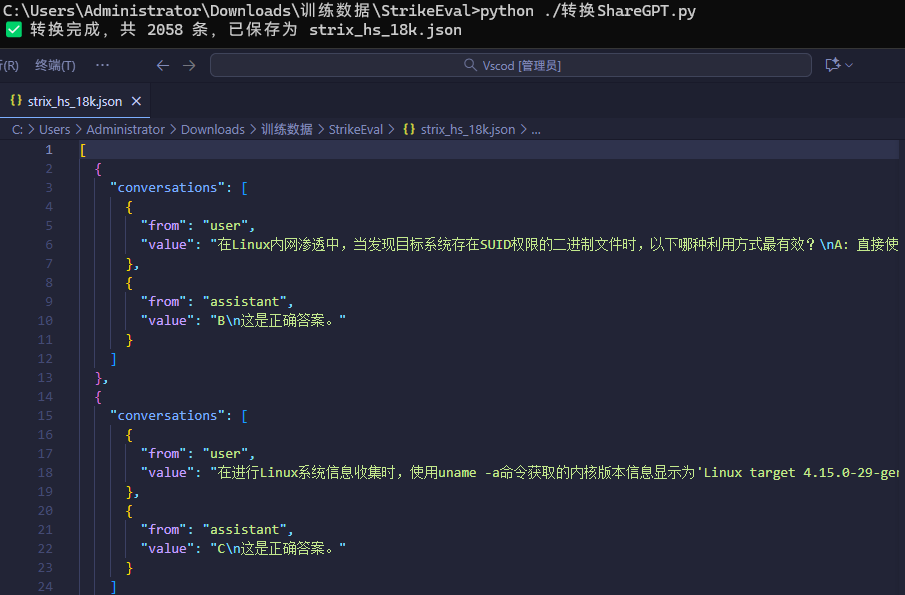 C:\Users\Administrator\Downloads\训练数据\StrikeEval>python ./转换ShareGPT.py
✅ 转换完成，共 2058 条，已保存为 strix_hs_18k.json
行(R) 终端(T) ··· ← → Vscod [管理员]
{} strix_hs_18k.json ×
C: > Users > Administrator > Downloads > 训练数据 > StrikeEval > {} strix_hs_18k.json > ...
1 [
2 {
3 "conversations": [
4 {
5 "from": "user",
6 "value": "在Linux内网渗透中，当发现目标系统存在SUID权限的二进制文件时，以下哪种利用方式最有效？\nA: 直接使
7 },
8 {
9 "from": "assistant",
10 "value": "B\n这是正确答案。"
11 }
12 ]
13 },
14 {
15 "conversations": [
16 {
17 "from": "user",
18 "value": "在进行Linux系统信息收集时，使用uname -a命令获取的内核版本信息显示为'Linux target 4.15.0-29-gen
19 },
20 {
21 "from": "assistant",
22 "value": "C\n这是正确答案。"
23 }
24 ]